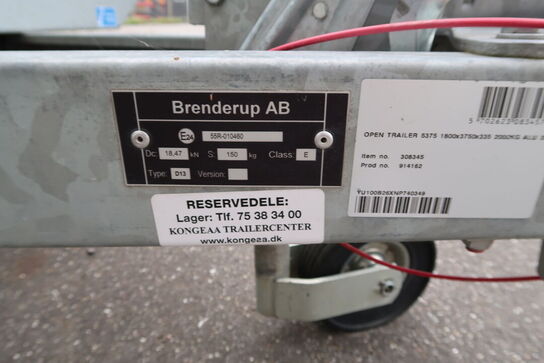 Brenderup AB
E24
55R-010460
Dc: 18,47 kN S: 150 kg Class: E
Type: D13 Version:
RESERVEDELE:
Lager: Tlf. 75 38 34 00
KONGEAA TRAILERCENTER
www.kongeaa.dk
OPEN TRAILER 5375 1800x3750x335 2000KG
Item no. 308345
Prod no. 914162
YU100B26XNP740349